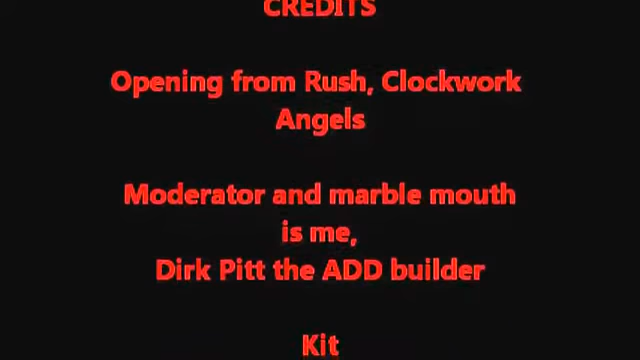 CREDITS
Opening from Rush, Clockwork
Angels
Moderator and marble mouth
is me,
Dirk Pitt the ADD builder
Kit